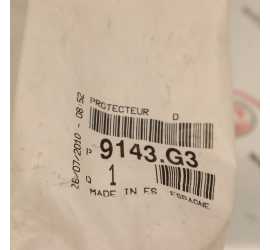 PROTECTEUR D
P 9143.G3
Q 1
MADE IN ES. ESPAGNE
26/07/2010 - 08:52